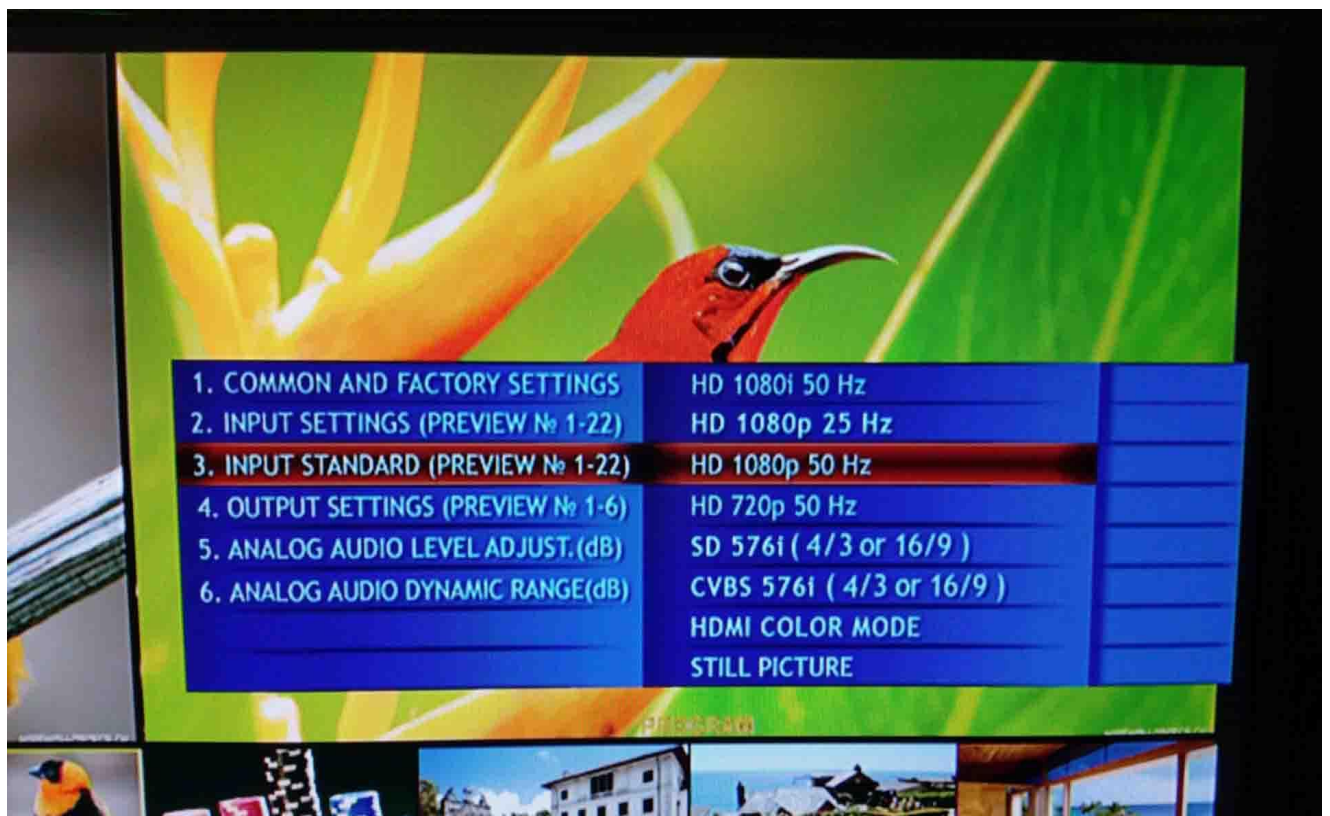 1. COMMON AND FACTORY SETTINGS
2. INPUT SETTINGS (PREVIEW № 1-22)
3. INPUT STANDARD (PREVIEW № 1-22)
4. OUTPUT SETTINGS (PREVIEW № 1-6)
5. ANALOG AUDIO LEVEL ADJUST.(dB)
6. ANALOG AUDIO DYNAMIC RANGE(dB)
HD 1080i 50 Hz
HD 1080p 25 Hz
HD 1080p 50 Hz
HD 720p 50 Hz
SD 576i ( 4/3 or 16/9 )
CVBS 576i ( 4/3 or 16/9 )
HDMI COLOR MODE
STILL PICTURE
PROGRAM